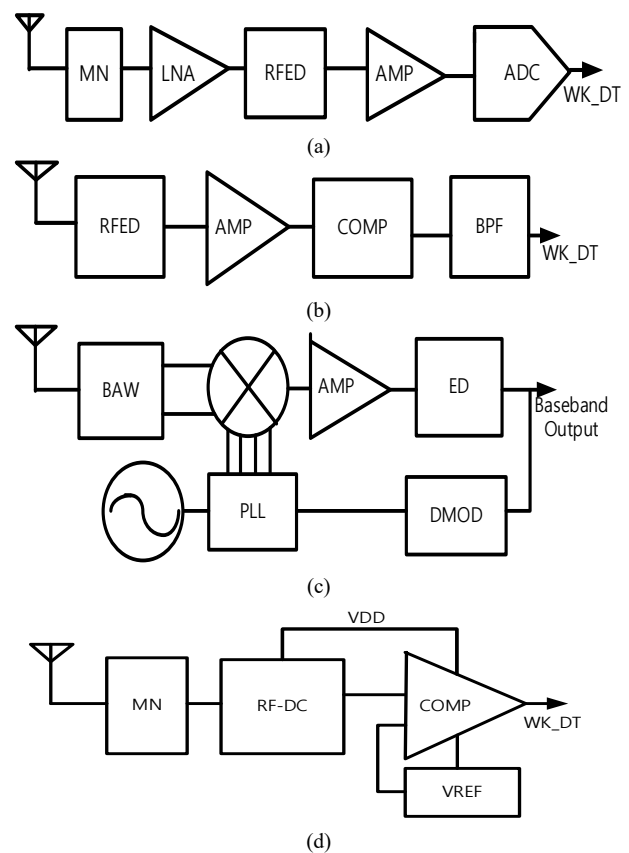 MN LNA RFED AMP ADC
WK_DT
(a)
RFED AMP COMP BPF
WK_DT
(b)
BAW AMP ED
Baseband
Output
PLL DMOD
(c)
VDD
MN RF-DC COMP
WK_DT
VREF
(d)